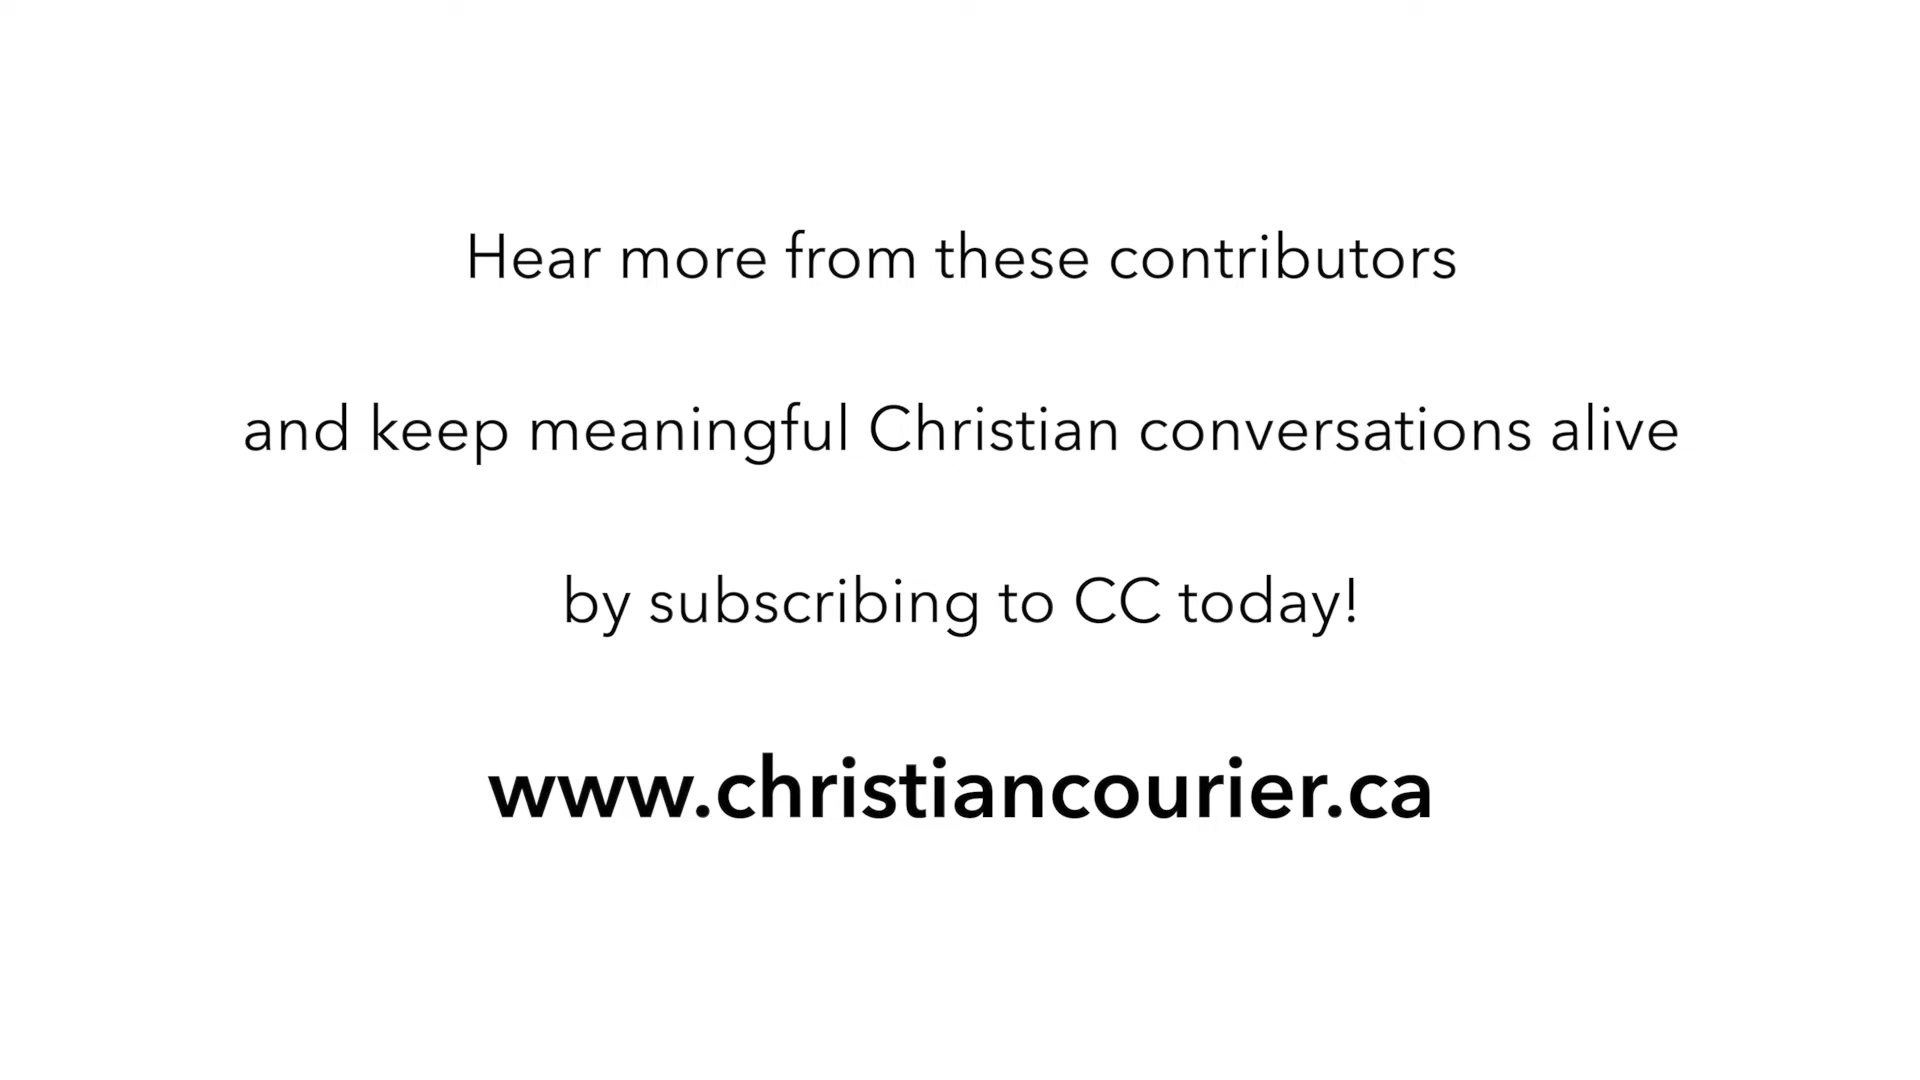 Hear more from these contributors
and keep meaningful Christian conversations alive
by subscribing to CC today!
www.christiancourier.ca